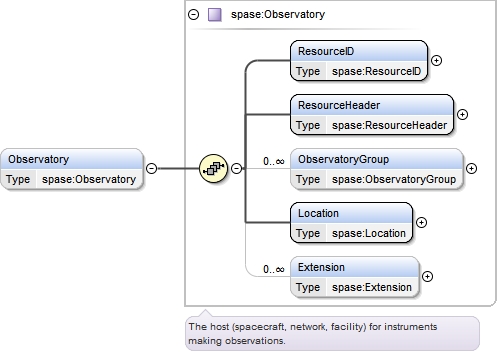 spase:Observatory
ResourceID
Type spase:ResourceID
ResourceHeader
Type spase:ResourceHeader
Observatory
Type spase:Observatory
0..∞ ObservatoryGroup
Type spase:ObservatoryGroup
Location
Type spase:Location
0..∞ Extension
Type spase:Extension
The host (spacecraft, network, facility) for instruments
making observations.